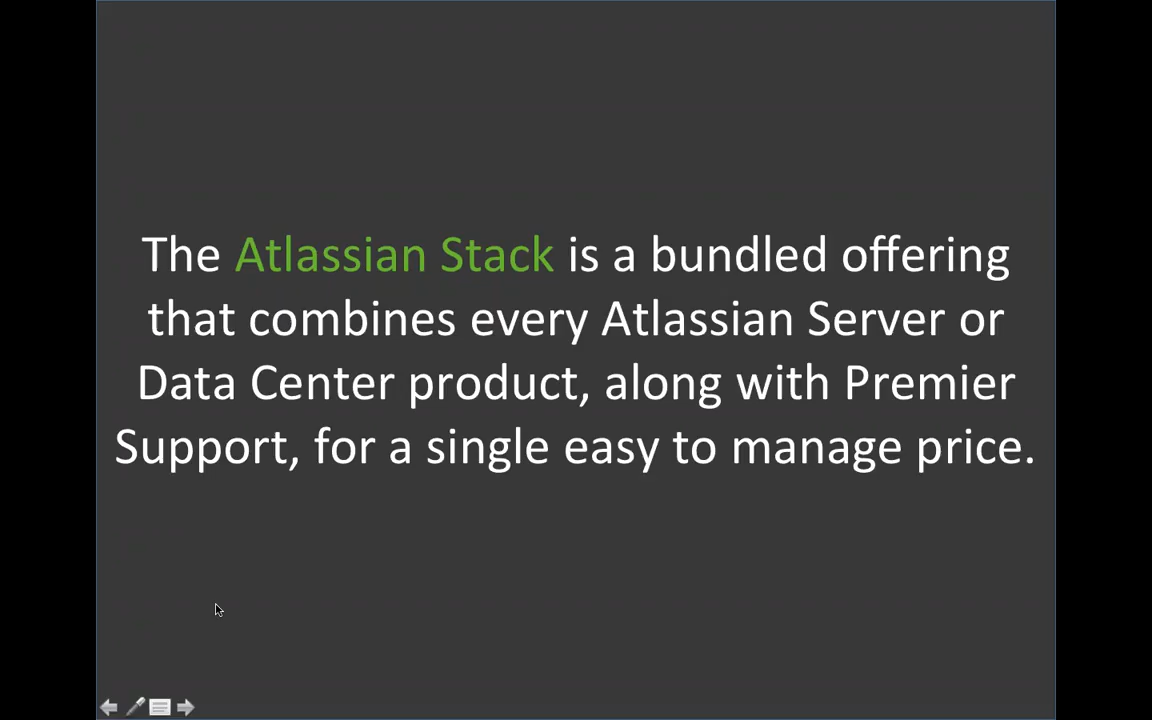 The Atlassian Stack is a bundled offering
that combines every Atlassian Server or
Data Center product, along with Premier
Support, for a single easy to manage price.